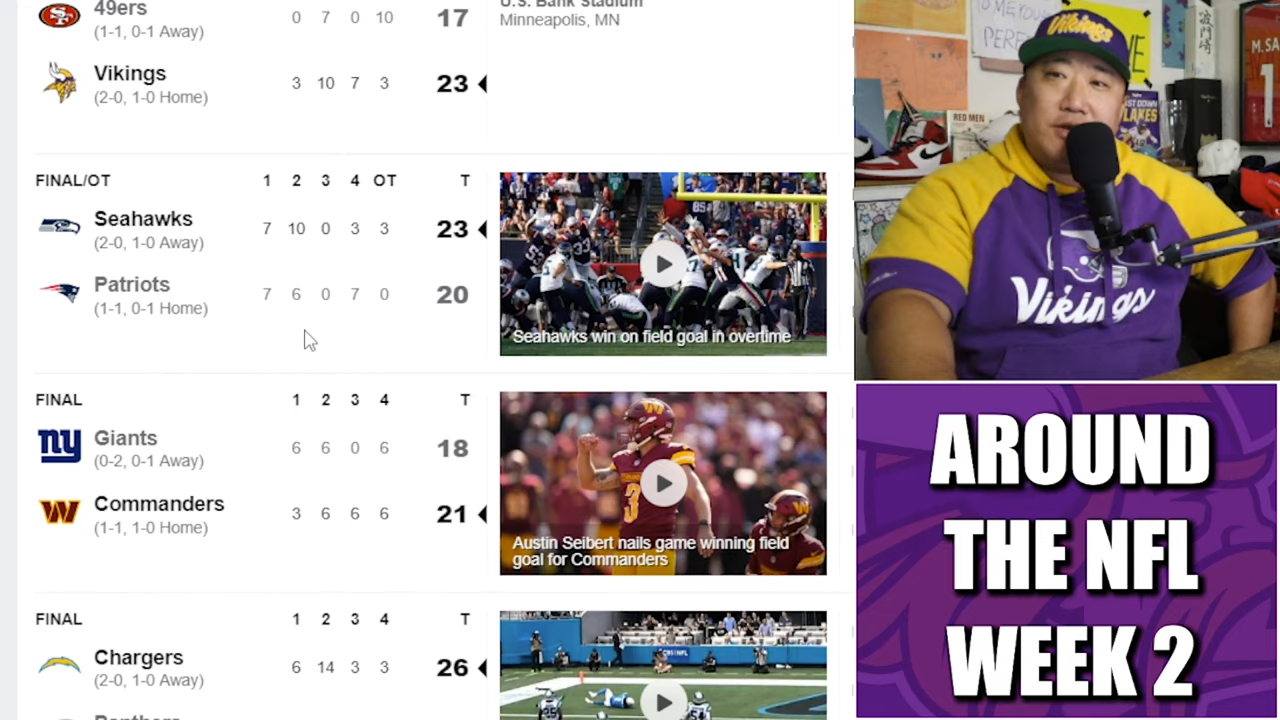 49ers
0 7 0 10 17
(1-1, 0-1 Away)
Vikings
3 10 7 3 23
(2-0, 1-0 Home)
U.S. Bank Stadium
Minneapolis, MN
FINAL/OT 1 2 3 4 OT T
Seahawks
7 10 0 3 3 23
(2-0, 1-0 Away)
Patriots
7 6 0 7 0 20
(1-1, 0-1 Home)
Seahawks win on field goal in overtime
FINAL 1 2 3 4 T
Giants
6 6 0 6 18
(0-2, 0-1 Away)
Commanders
3 6 6 6 21
(1-1, 1-0 Home)
Austin Seibert nails game winning field
goal for Commanders
FINAL 1 2 3 4 T
Chargers
6 14 3 3 26
(2-0, 1-0 Away)
Panthers
Vikings
RED MEN
LAKES
M. SA
Vikings
AROUND
THE NFL
WEEK 2